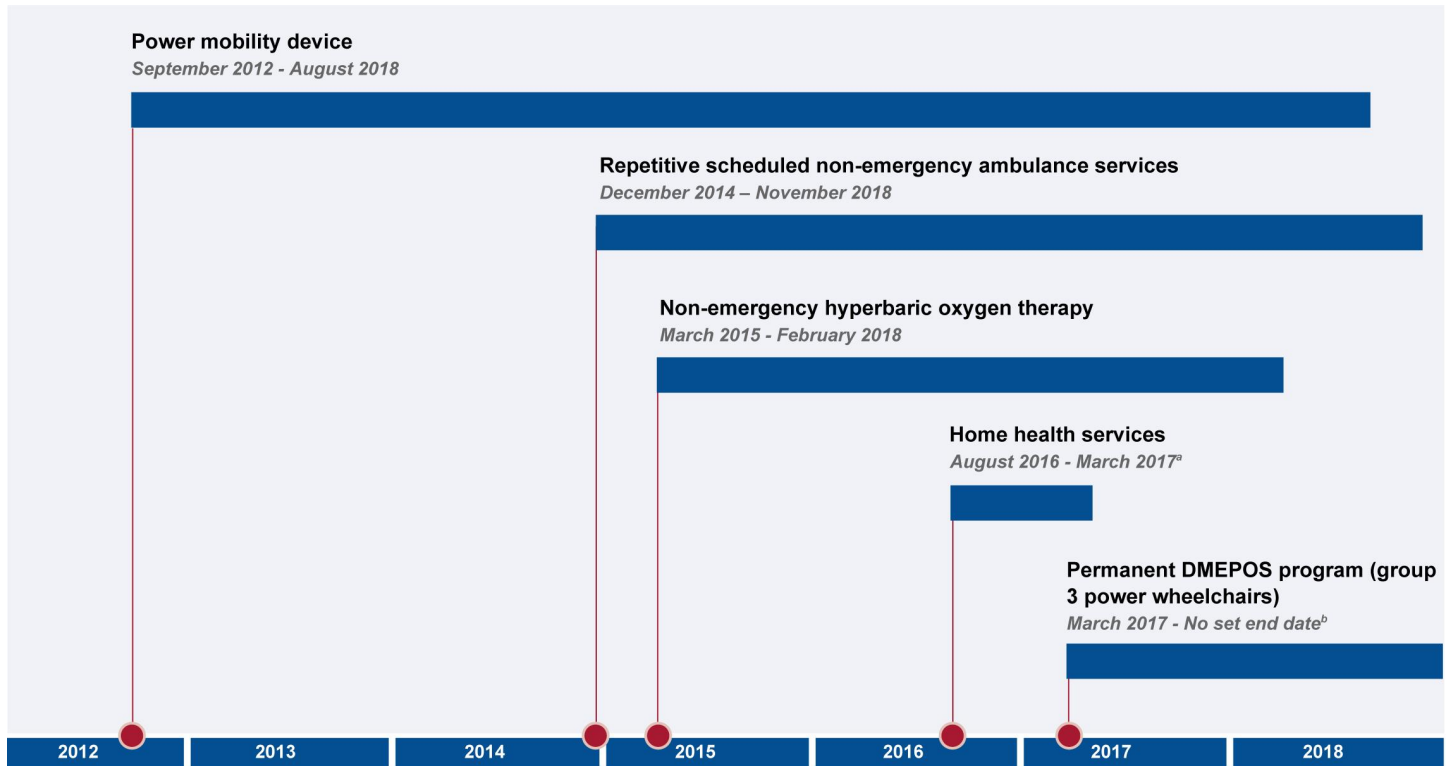 Power mobility device
September 2012 - August 2018
Repetitive scheduled non-emergency ambulance services
December 2014 – November 2018
Non-emergency hyperbaric oxygen therapy
March 2015 - February 2018
Home health services
August 2016 - March 2017a
Permanent DMEPOS program (group
3 power wheelchairs)
March 2017 - No set end dateb
2012 2013 2014 2015 2016 2017 2018